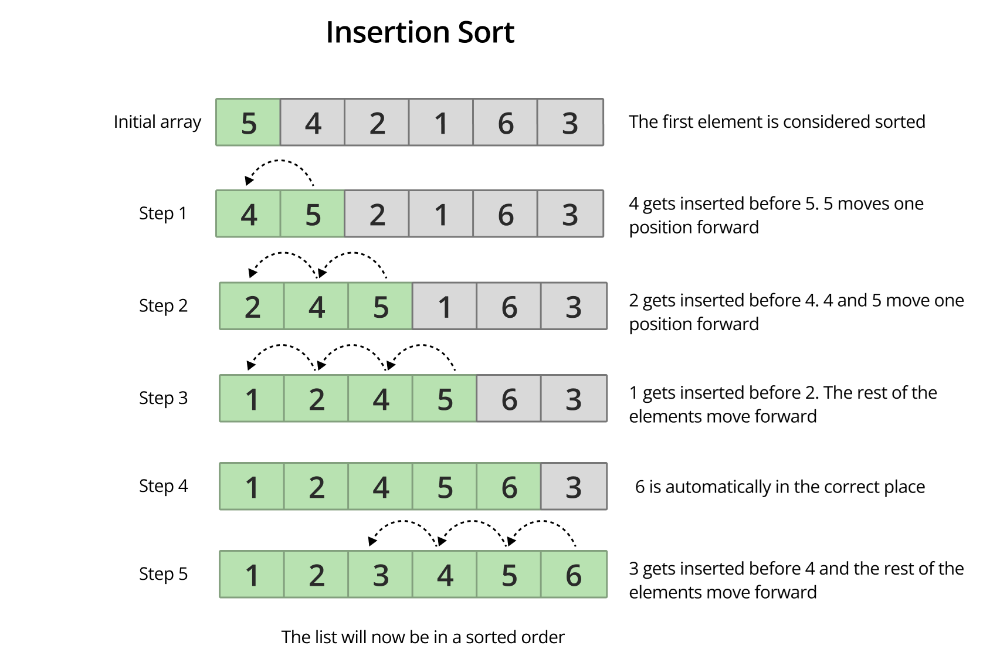 Insertion Sort
Initial array 5 4 2 1 6 3 The first element is considered sorted
Step 1 4 5 2 1 6 3 4 gets inserted before 5. 5 moves one
position forward
Step 2 2 4 5 1 6 3 2 gets inserted before 4. 4 and 5 move one
position forward
Step 3 1 2 4 5 6 3 1 gets inserted before 2. The rest of the
elements move forward
Step 4 1 2 4 5 6 3 6 is automatically in the correct place
Step 5 1 2 3 4 5 6 3 gets inserted before 4 and the rest of the
elements move forward
The list will now be in a sorted order